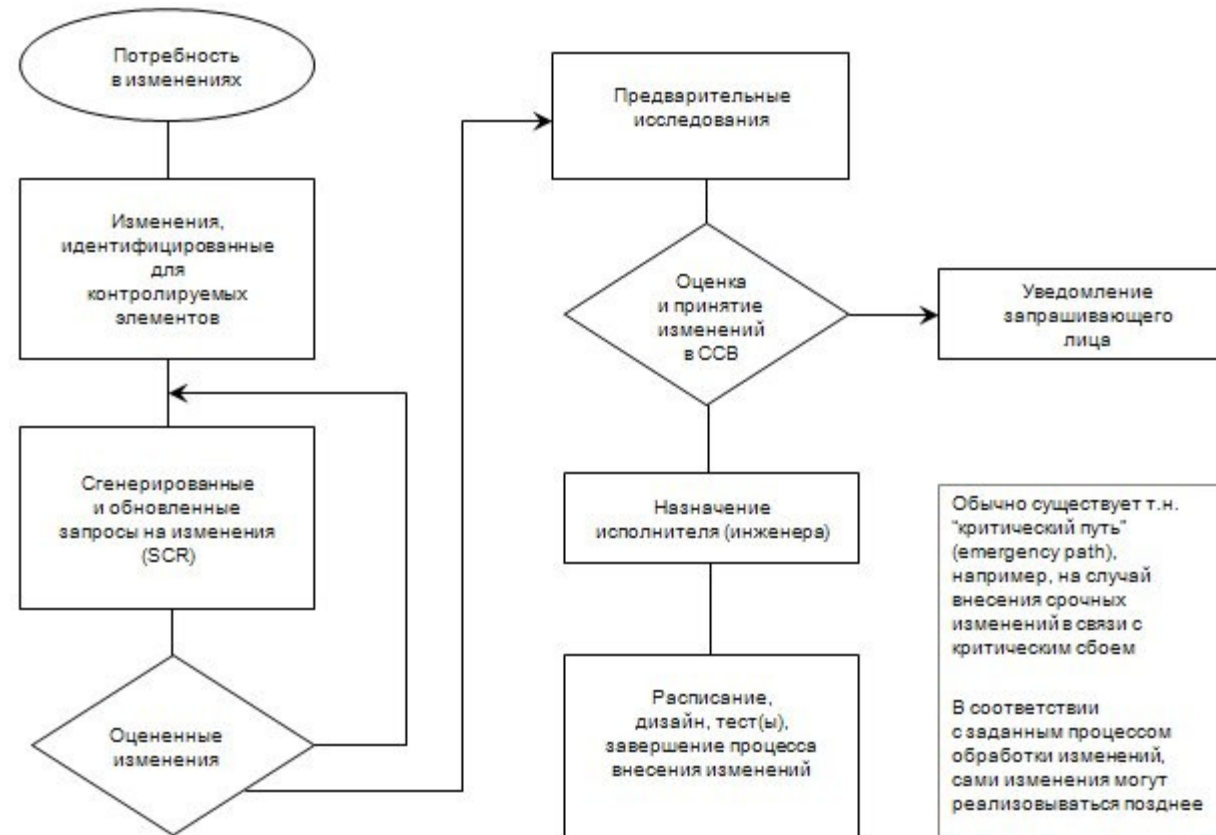 Потребность
в изменениях
Изменения,
идентифицированные
для
контролируемых
элементов
Сгенерированные
и обновленные
запросы на изменения
(SCR)
Оцененные
изменения
Предварительные
исследования
Оценка
и принятие
изменений
в ССВ
Уведомление
запрашивающего
лица
Назначение
исполнителя (инженера)
Расписание,
дизайн, тест(ы),
завершение процесса
внесения изменений
Обычно существует т.н.
"критический путь"
(emergency path),
например, на случай
внесения срочных
изменений в связи с
критическим сбоем
В соответствии
с заданным процессом
обработки изменений,
сами изменения могут
реализовываться позднее